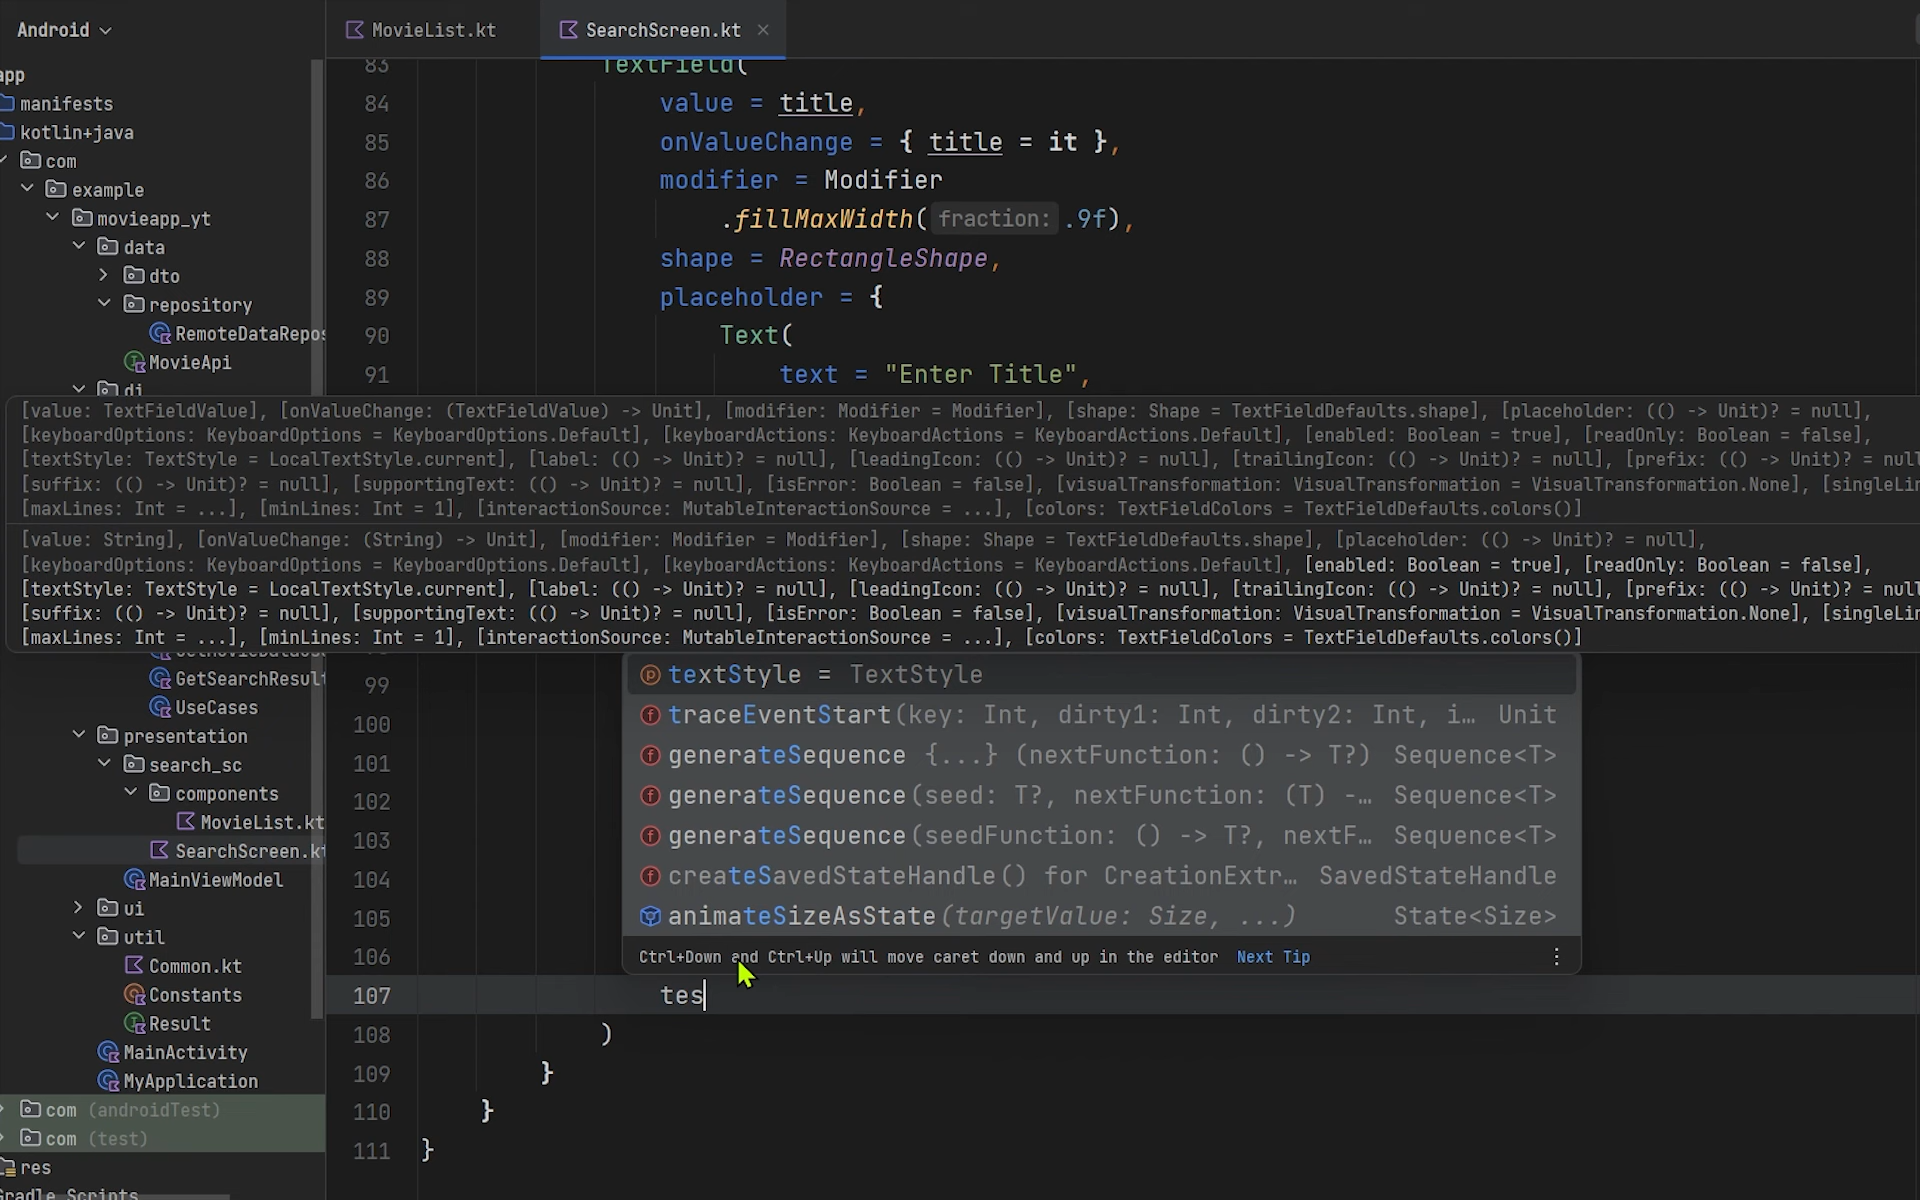 Android
MovieList.kt
SearchScreen.kt
app
manifests
kotlin+java
com
example
movieapp_yt
data
dto
repository
RemoteDataRepos
MovieApi
di
83 TextField(
84 value = title,
85 onValueChange = { title = it },
86 modifier = Modifier
87 .fillMaxWidth( fraction: .9f),
88 shape = RectangleShape,
89 placeholder = {
90 Text(
91 text = "Enter Title",
[value: TextFieldValue], [onValueChange: (TextFieldValue) -> Unit], [modifier: Modifier = Modifier], [shape: Shape = TextFieldDefaults.shape], [placeholder: (() -> Unit)? = null],
[keyboardOptions: KeyboardOptions = KeyboardOptions.Default], [keyboardActions: KeyboardActions = KeyboardActions.Default], [enabled: Boolean = true], [readOnly: Boolean = false],
[textStyle: TextStyle = LocalTextStyle.current], [label: (() -> Unit)? = null], [leadingIcon: (() -> Unit)? = null], [trailingIcon: (() -> Unit)? = null], [prefix: (() -> Unit)? = null
[suffix: (() -> Unit)? = null], [supportingText: (() -> Unit)? = null], [isError: Boolean = false], [visualTransformation: VisualTransformation = VisualTransformation.None], [singleLin
[maxLines: Int = ...], [minLines: Int = 1], [interactionSource: MutableInteractionSource = ...], [colors: TextFieldColors = TextFieldDefaults.colors()]
[value: String], [onValueChange: (String) -> Unit], [modifier: Modifier = Modifier], [shape: Shape = TextFieldDefaults.shape], [placeholder: (() -> Unit)? = null],
[keyboardOptions: KeyboardOptions = KeyboardOptions.Default], [keyboardActions: KeyboardActions = KeyboardActions.Default], [enabled: Boolean = true], [readOnly: Boolean = false],
[textStyle: TextStyle = LocalTextStyle.current], [label: (() -> Unit)? = null], [leadingIcon: (() -> Unit)? = null], [trailingIcon: (() -> Unit)? = null], [prefix: (() -> Unit)? = null
[suffix: (() -> Unit)? = null], [supportingText: (() -> Unit)? = null], [isError: Boolean = false], [visualTransformation: VisualTransformation = VisualTransformation.None], [singleLin
[maxLines: Int = ...], [minLines: Int = 1], [interactionSource: MutableInteractionSource = ...], [colors: TextFieldColors = TextFieldDefaults.colors()]
GetSearchResult
UseCases
presentation
search_sc
components
MovieList.kt
SearchScreen.kt
MainViewModel
ui
util
Common.kt
Constants
Result
MainActivity
MyApplication
com (androidTest)
com (test)
res
Gradle Scripts
99
100
101
102
103
104
105
106
textStyle = TextStyle
traceEventStart(key: Int, dirty1: Int, dirty2: Int, i… Unit
generateSequence {...} (nextFunction: () -> T?) Sequence<T>
generateSequence(seed: T?, nextFunction: (T) -… Sequence<T>
generateSequence(seedFunction: () -> T?, nextF… Sequence<T>
createSavedStateHandle() for CreationExtr… SavedStateHandle
animateSizeAsState(targetValue: Size, ...) State<Size>
Ctrl+Down and Ctrl+Up will move caret down and up in the editor Next Tip
107 tes
108 )
109 }
110 }
111 }